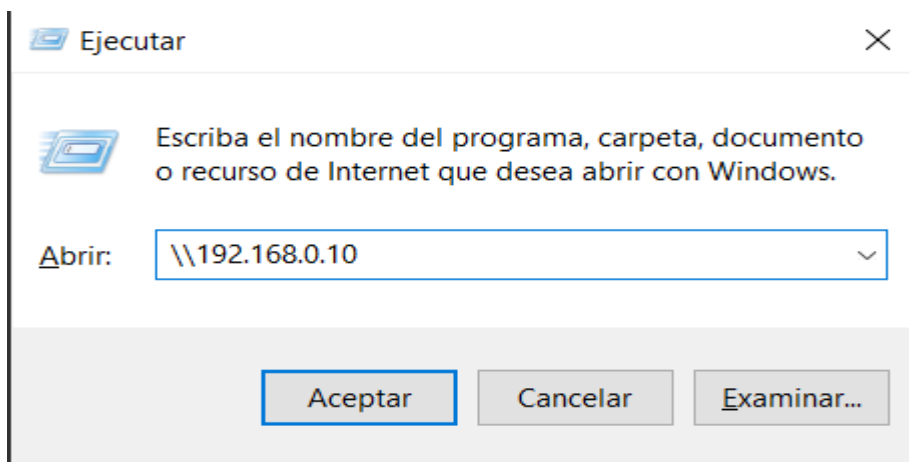 Ejecutar
Escriba el nombre del programa, carpeta, documento
o recurso de Internet que desea abrir con Windows.
Abrir: \\192.168.0.10
Aceptar Cancelar Examinar...